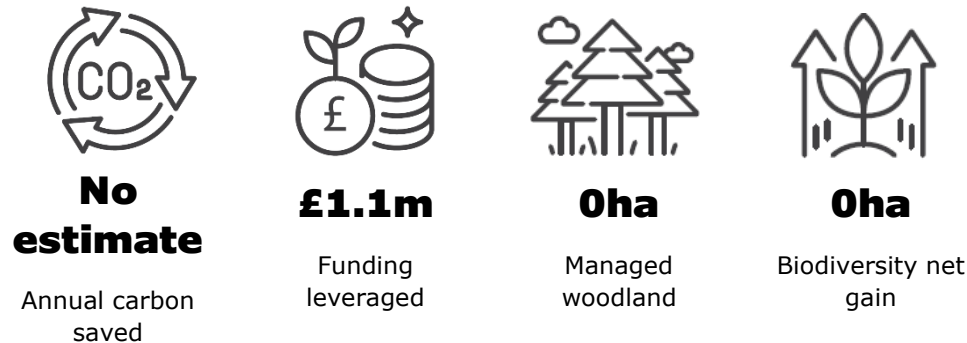 CO₂
No
estimate
Annual carbon
saved
£
£1.1m
Funding
leveraged
0ha
Managed
woodland
0ha
Biodiversity net
gain